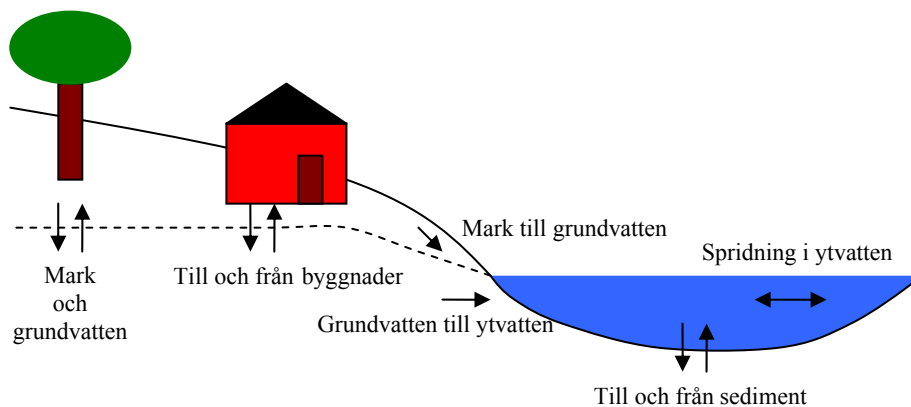 Mark till grundvatten
Spridning i ytvatten
Mark
och
grundvatten
Till och från byggnader
Grundvatten till ytvatten
Till och från sediment